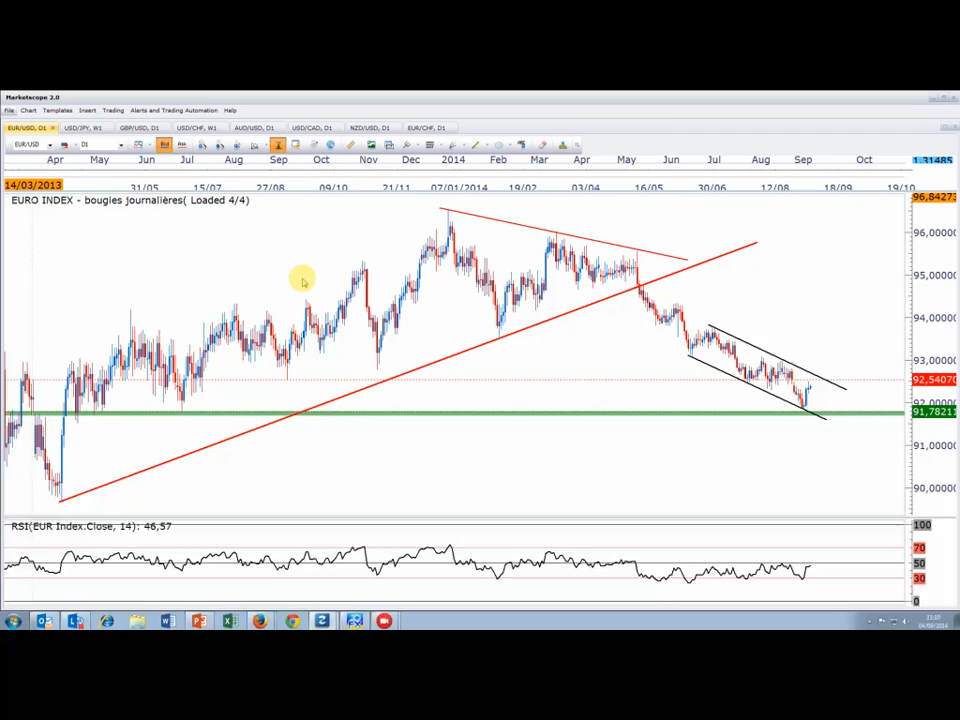 Marketscope 2.0
File Chart Templates Insert Trading Alerts and Trading Automation Help
EUR/USD, D1 USD/JPY, W1 GBP/USD, D1 USD/CHF, W1 AUD/USD, D1 USD/CAD, D1 NZD/USD, D1 EUR/CHF, D1
EUR/USD D1 Bid
Apr May Jun Jul Aug Sep Oct Nov Dec 2014 Feb Mar Apr May Jun Jul Aug Sep Oct 1.31485
14/03/2013 31/05 15/07 27/08 09/10 21/11 07/01/2014 19/02 03/04 16/05 30/06 12/08 18/09 19/10
EURO INDEX - bougies journalières( Loaded 4/4)
96,84273
96,00000
95,00000
94,00000
93,00000
92,54070
92,00000
91,78211
91,00000
90,00000
RSI(EUR Index.Close, 14): 46,57
100
70
50
30
0
04/09/2014